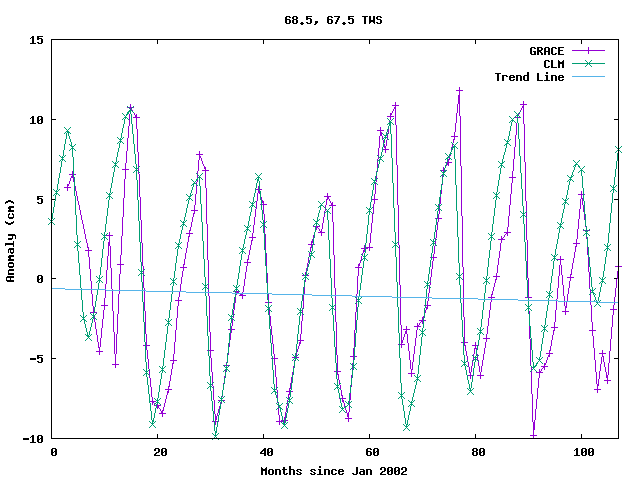 68.5, 67.5 TWS
GRACE
CLM
Trend Line
15
10
5
0
-5
-10
Anomaly (cm)
0 20 40 60 80 100
Months since Jan 2002